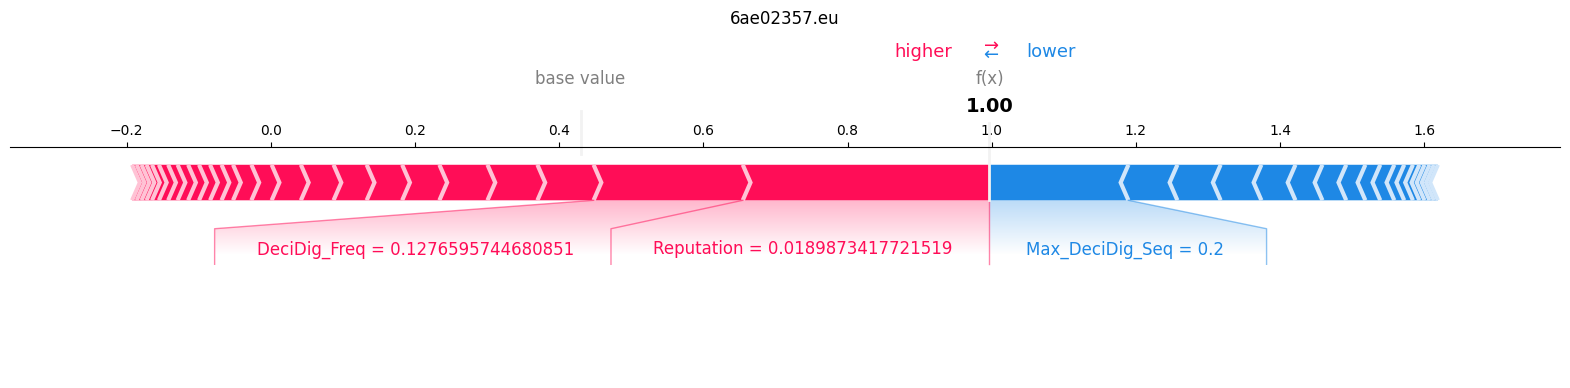 6ae02357.eu
higher ⇄ lower
base value f(x)
1.00
−0.2 0.0 0.2 0.4 0.6 0.8 1.0 1.2 1.4 1.6
DeciDig_Freq = 0.1276595744680851 Reputation = 0.0189873417721519 Max_DeciDig_Seq = 0.2